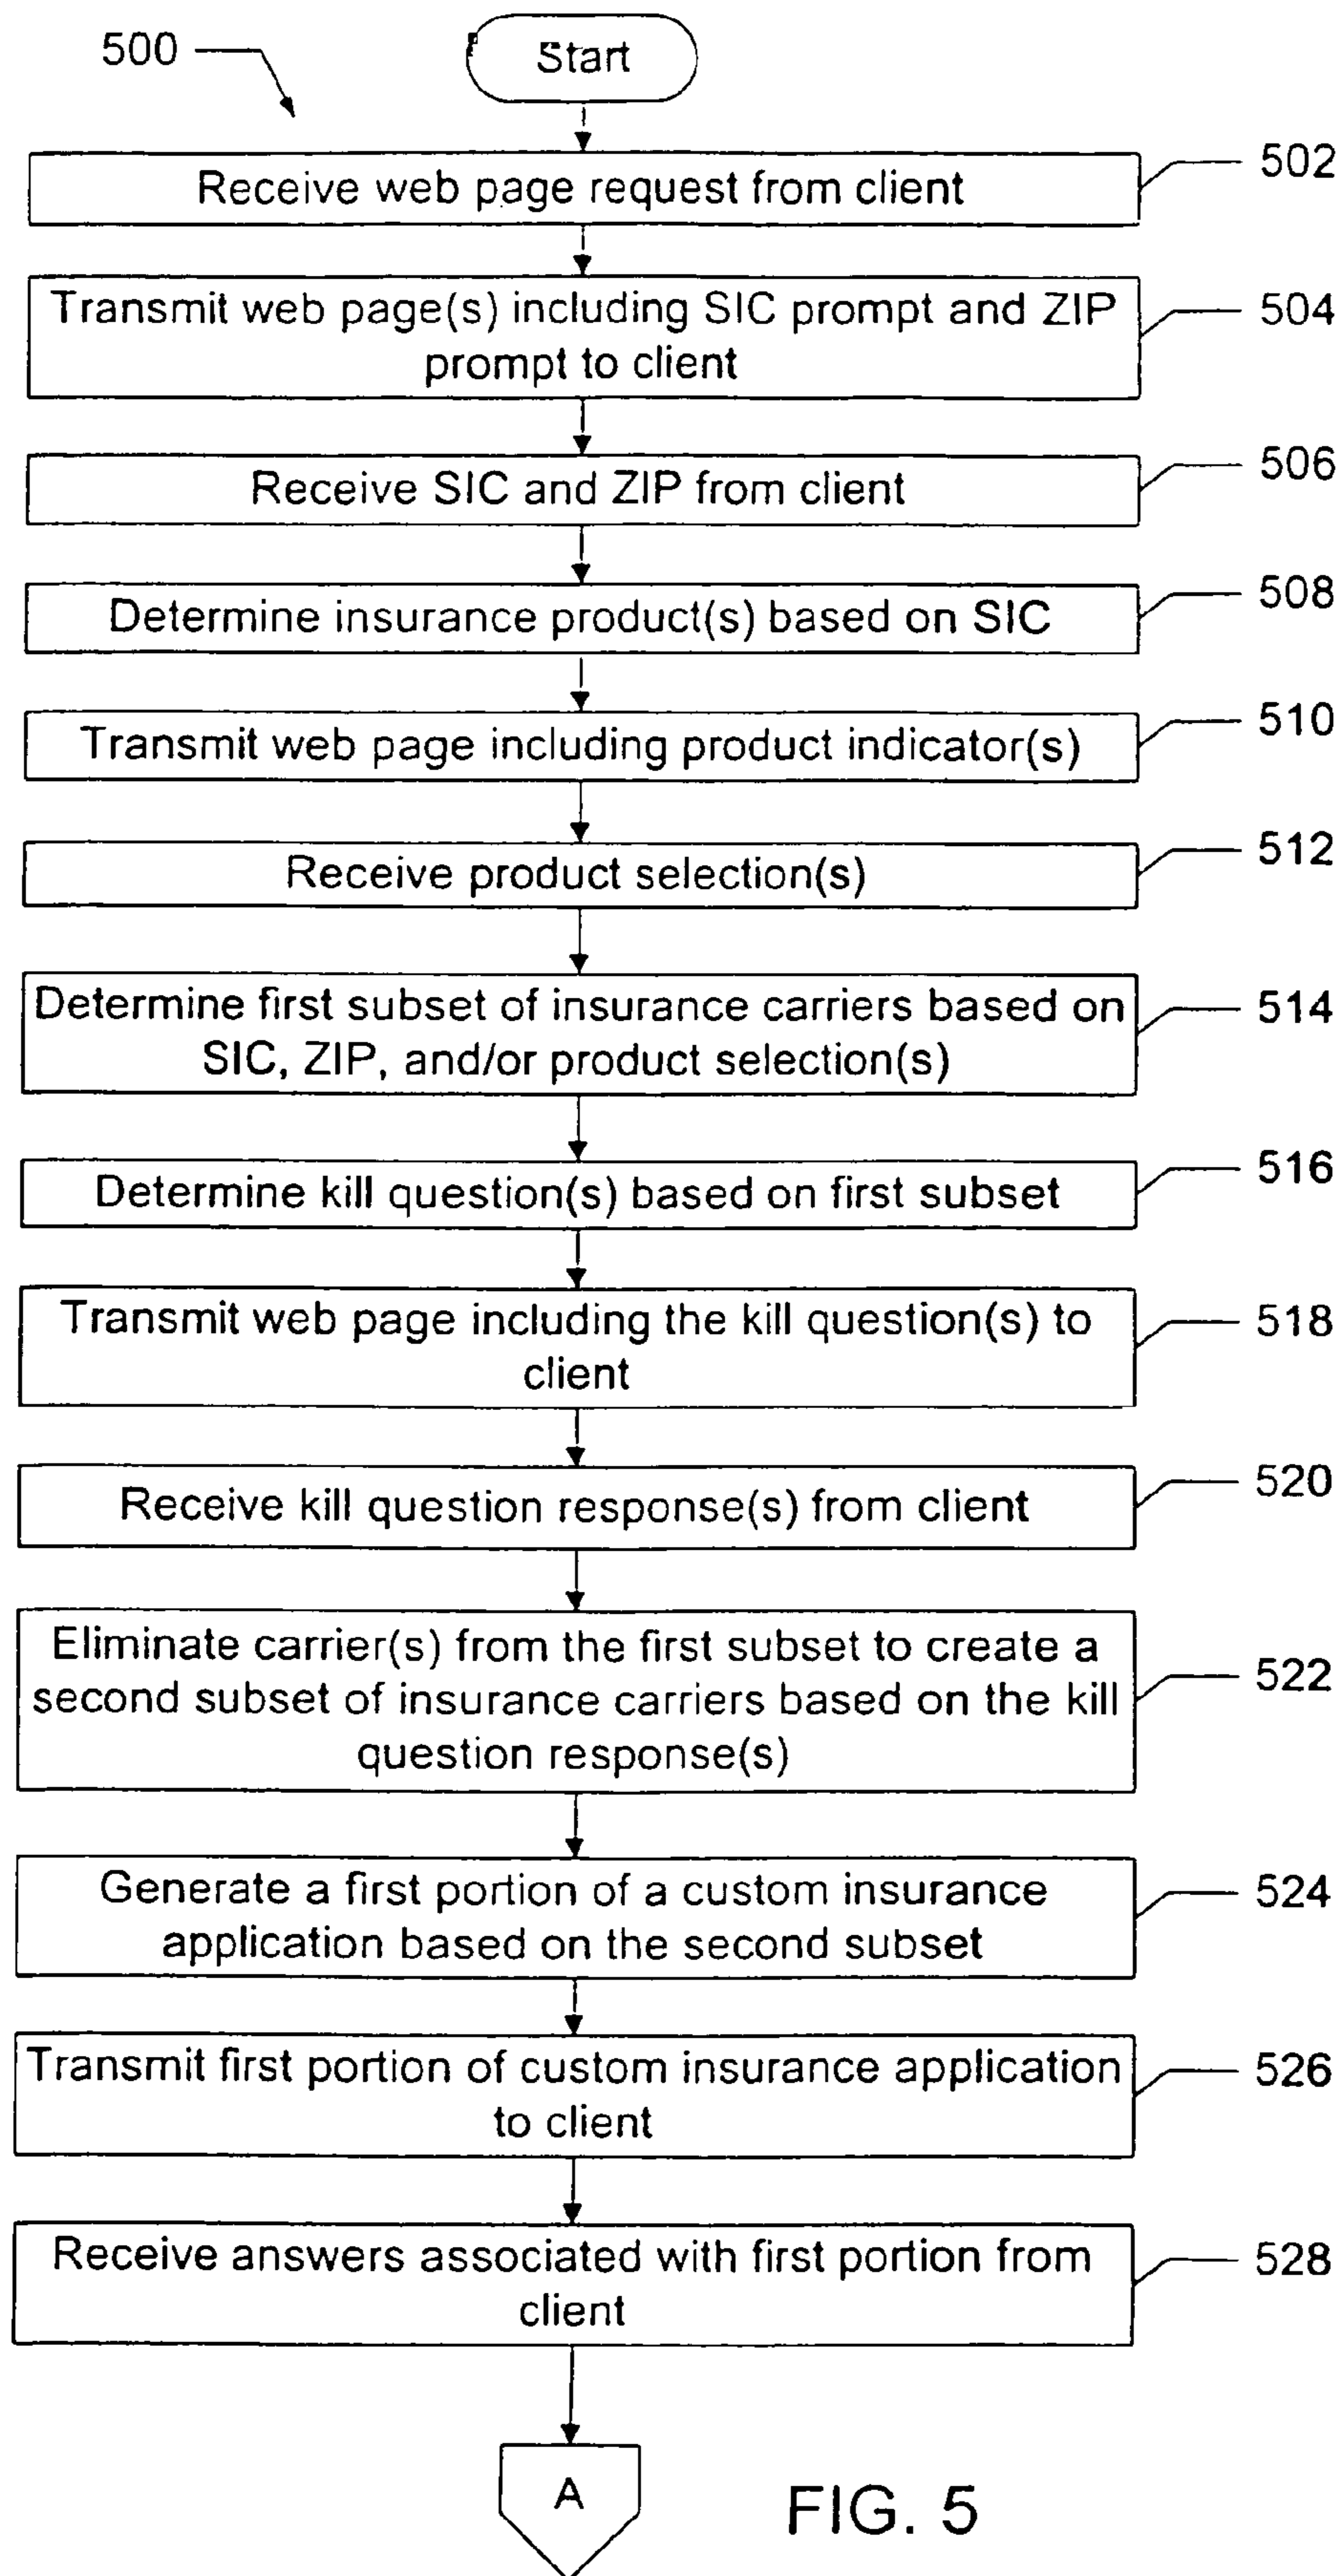 500
Start
Receive web page request from client
502
Transmit web page(s) including SIC prompt and ZIP
prompt to client
504
Receive SIC and ZIP from client
506
Determine insurance product(s) based on SIC
508
Transmit web page including product indicator(s)
510
Receive product selection(s)
512
Determine first subset of insurance carriers based on
SIC, ZIP, and/or product selection(s)
514
Determine kill question(s) based on first subset
516
Transmit web page including the kill question(s) to
client
518
Receive kill question response(s) from client
520
Eliminate carrier(s) from the first subset to create a
second subset of insurance carriers based on the kill
question response(s)
522
Generate a first portion of a custom insurance
application based on the second subset
524
Transmit first portion of custom insurance application
to client
526
Receive answers associated with first portion from
client
528
A
FIG. 5